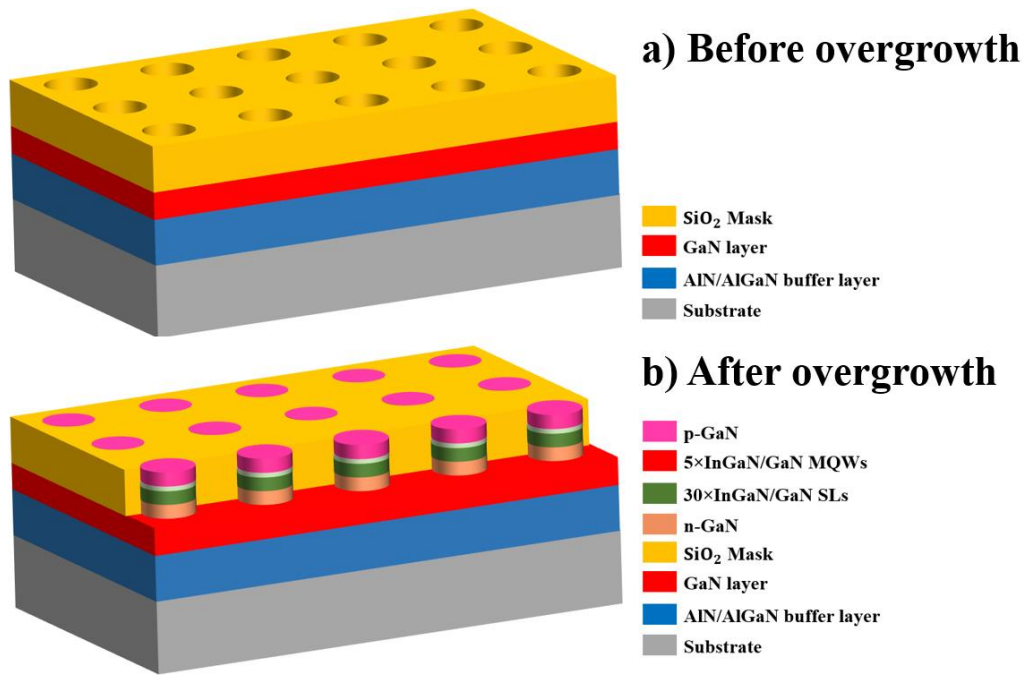 a) Before overgrowth
SiO₂ Mask
GaN layer
AlN/AlGaN buffer layer
Substrate
b) After overgrowth
p-GaN
5×InGaN/GaN MQWs
30×InGaN/GaN SLs
n-GaN
SiO₂ Mask
GaN layer
AlN/AlGaN buffer layer
Substrate